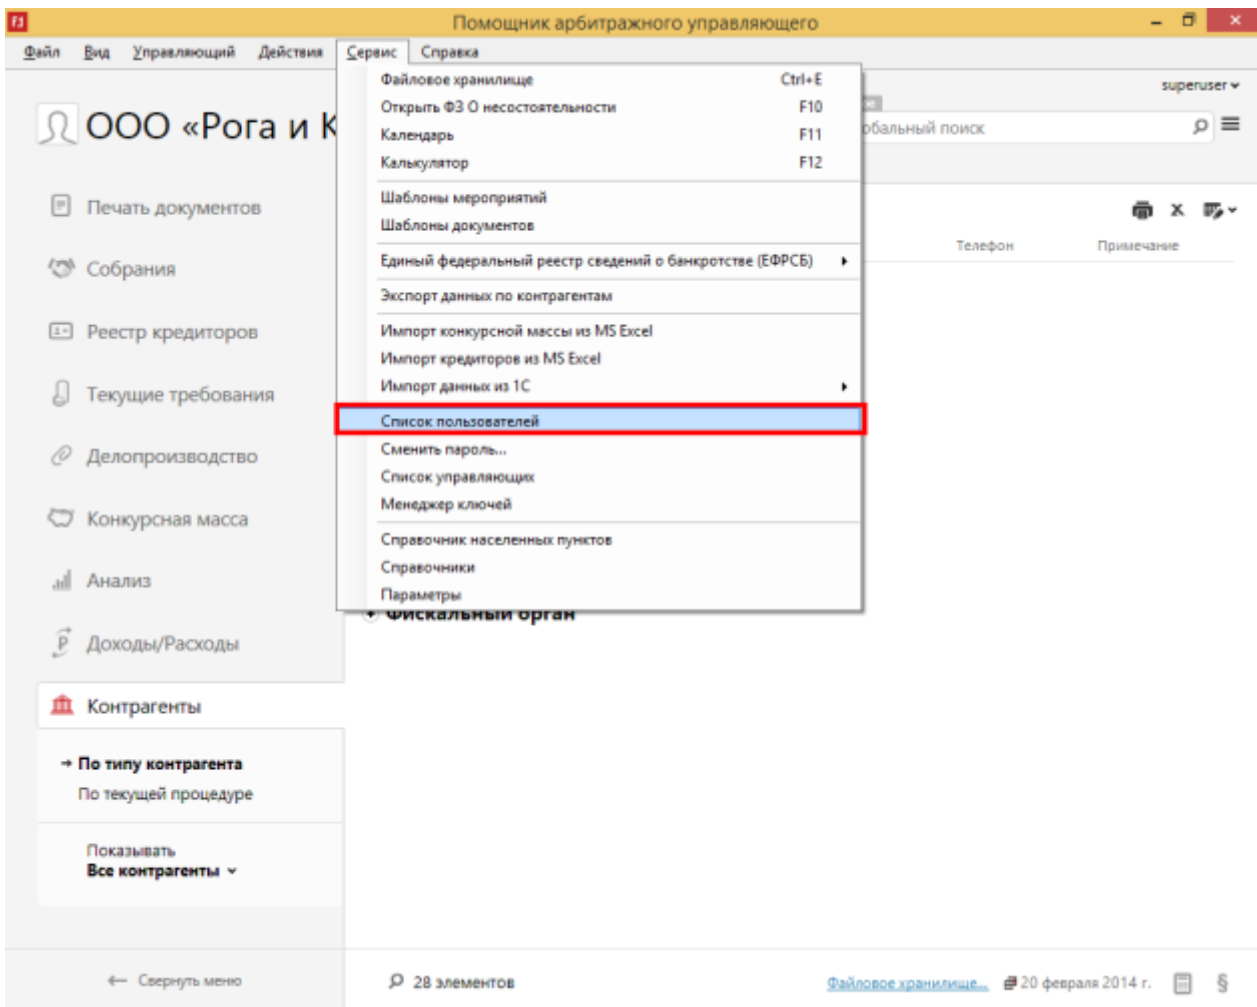 Помощник арбитражного управляющего
Файл Вид Управляющий Действия Сервис Справка
superuser
ООО «Рога и К
обальный поиск
Файловое хранилище Ctrl+E
Открыть ФЗ О несостоятельности F10
Календарь F11
Калькулятор F12
Шаблоны мероприятий
Шаблоны документов
Единый федеральный реестр сведений о банкротстве (ЕФРСБ)
Экспорт данных по контрагентам
Импорт конкурсной массы из MS Excel
Импорт кредиторов из MS Excel
Импорт данных из 1С
Список пользователей
Сменить пароль...
Список управляющих
Менеджер ключей
Справочник населенных пунктов
Справочники
Параметры
Телефон Примечание
Фискальный орган
Печать документов
Собрания
Реестр кредиторов
Текущие требования
Делопроизводство
Конкурсная масса
Анализ
Доходы/Расходы
Контрагенты
→ По типу контрагента
По текущей процедуре
Показывать
Все контрагенты
← Свернуть меню
28 элементов
Файловое хранилище...
20 февраля 2014 г.
§